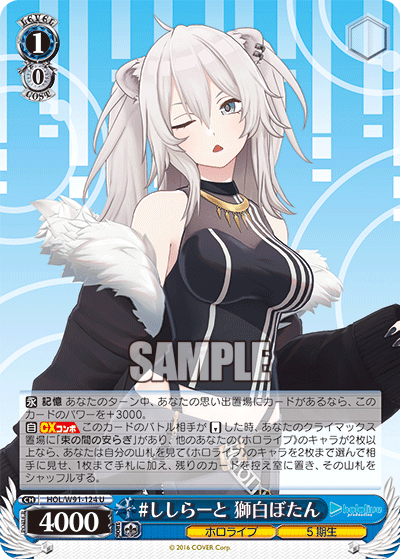 LEVEL
1
0
COST
SAMPLE
永 記憶 あなたのターン中、あなたの思い出置場にカードがあるなら、この
カードのパワーを+3000。
自 CXコンボ このカードのバトル相手が した時、あなたのクライマックス
置場に「束の間の安らぎ」があり、他のあなたの《ホロライブ》のキャラが2枚以
上なら、あなたは自分の山札を見て《ホロライブ》のキャラを2枚まで選んで相
手に見せ、1枚まで手札に加え、残りのカードを控え室に置き、その山札を
シャッフルする。
CH HOL/W91-124 U
4000
#ししらーと 獅白ぼたん
hololive
production
ホロライブ
5期生
© 2016 COVER Corp.